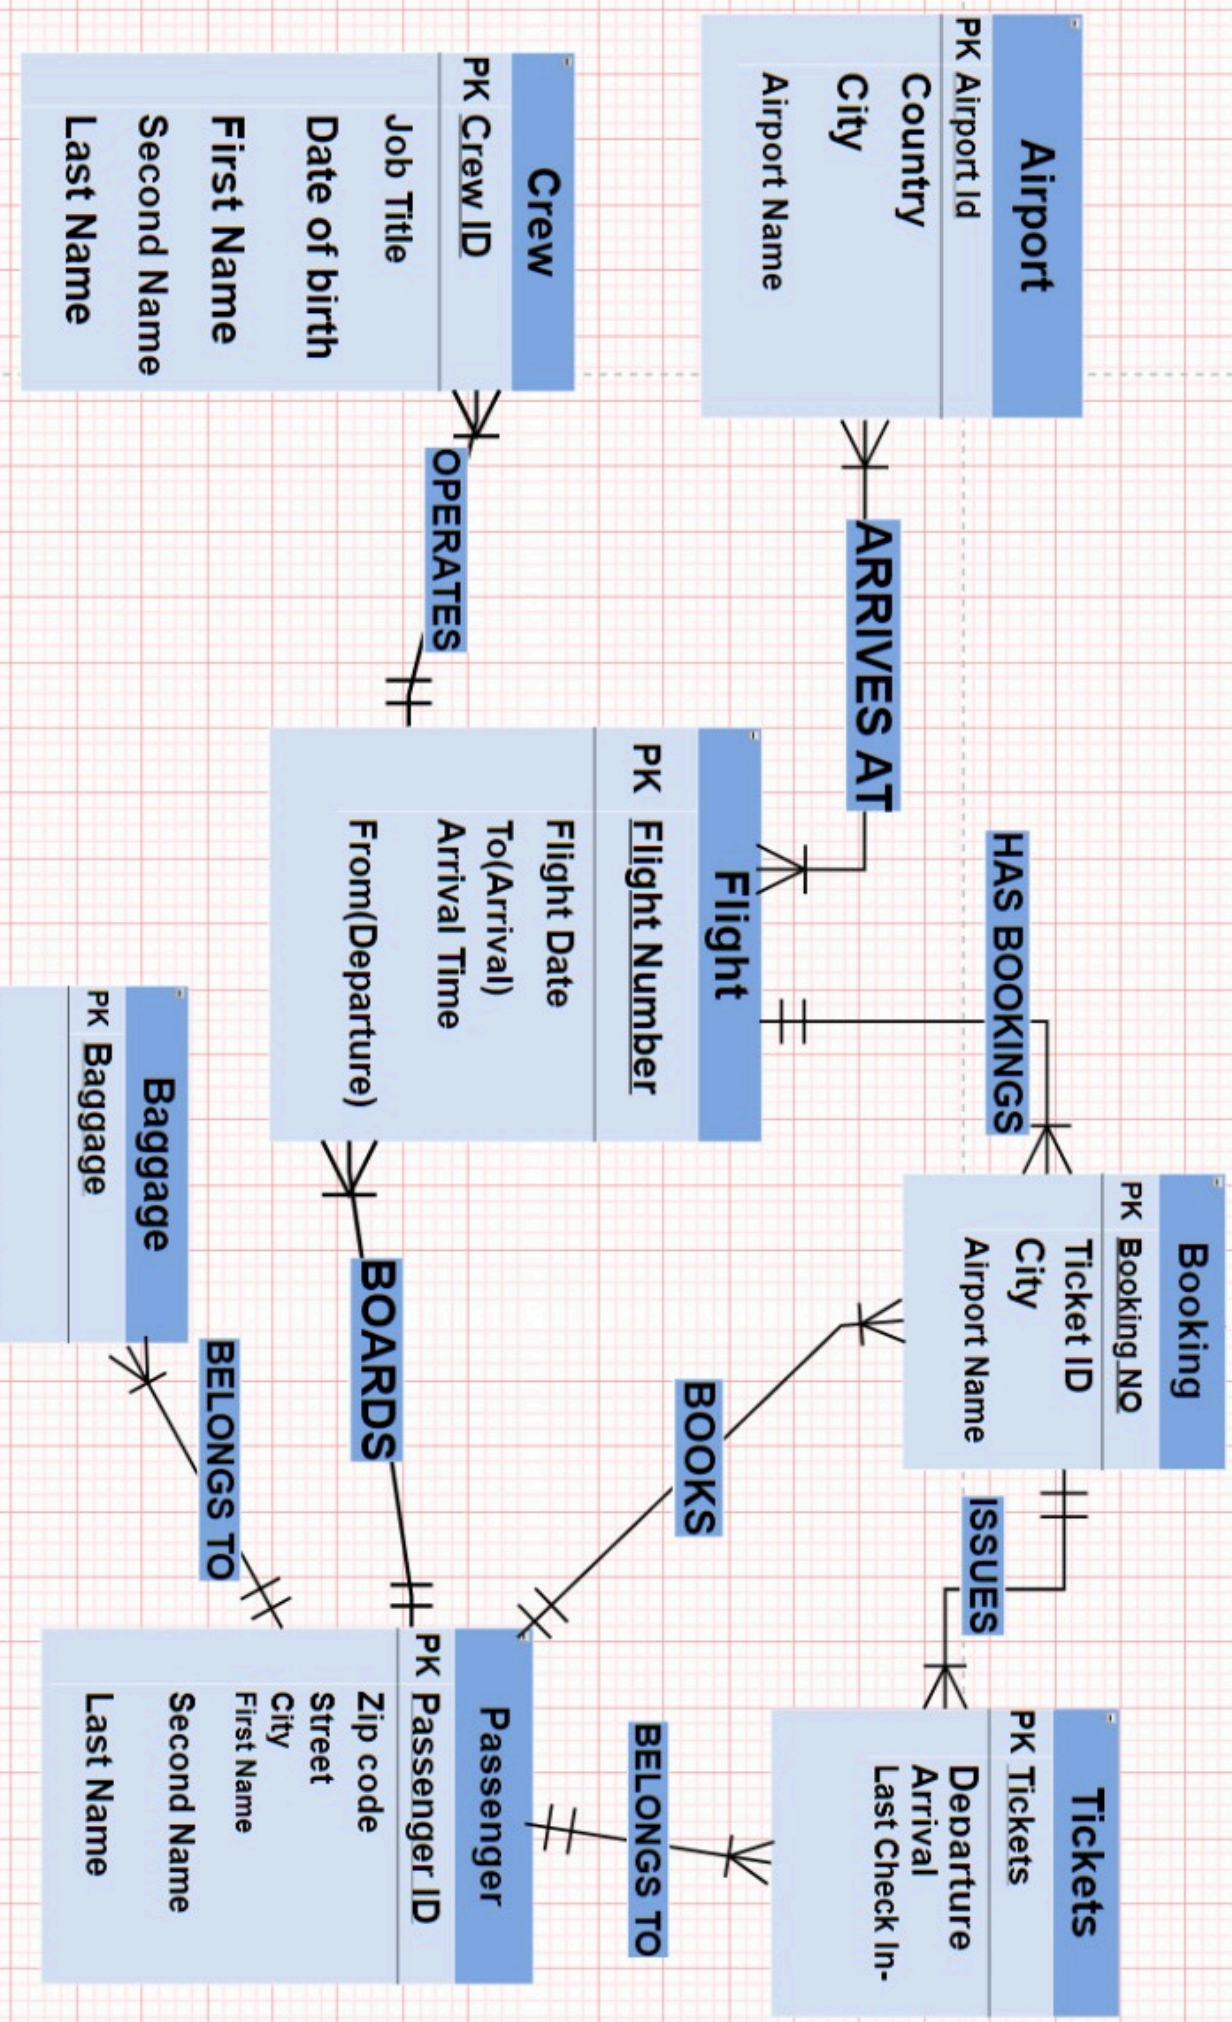 Airport
PK Airport Id
Country
City
Airport Name
ARRIVES AT
HAS BOOKINGS
Booking
PK Booking NO
Ticket ID
City
Airport Name
ISSUES
Tickets
PK Tickets
Departure
Arrival
Last Check In-
Crew
PK Crew ID
Job Title
Date of birth
First Name
Second Name
Last Name
OPERATES
Flight
PK Flight Number
Flight Date
To(Arrival)
Arrival Time
From(Departure)
BOOKS
BELONGS TO
BOARDS
Passenger
PK Passenger ID
Zip code
Street
City
First Name
Second Name
Last Name
Baggage
PK Baggage
BELONGS TO